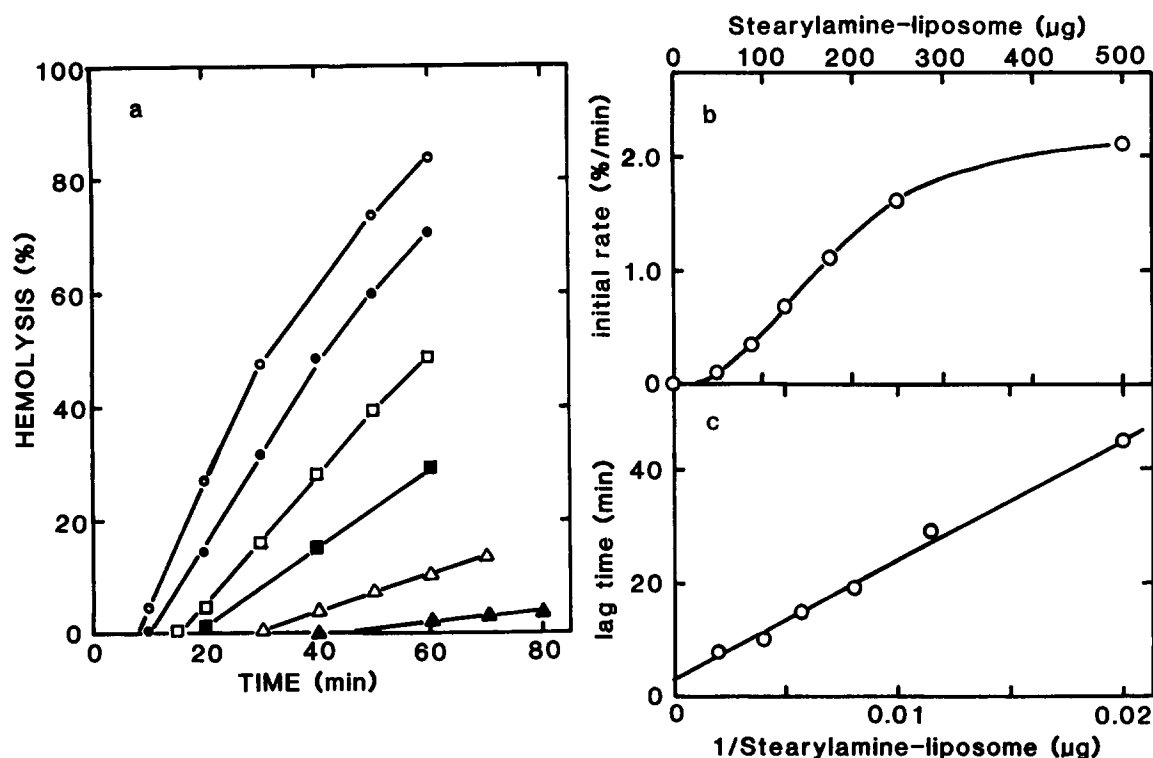 a
100
80
60
40
20
0
HEMOLYSIS (%)
0 20 40 60 80
TIME (min)
Stearylamine-liposome (µg)
0 100 200 300 400 500
b
2.0
1.0
0
initial rate (%/min)
c
40
20
0
lag time (min)
0 0.01 0.02
1/Stearylamine-liposome (µg)